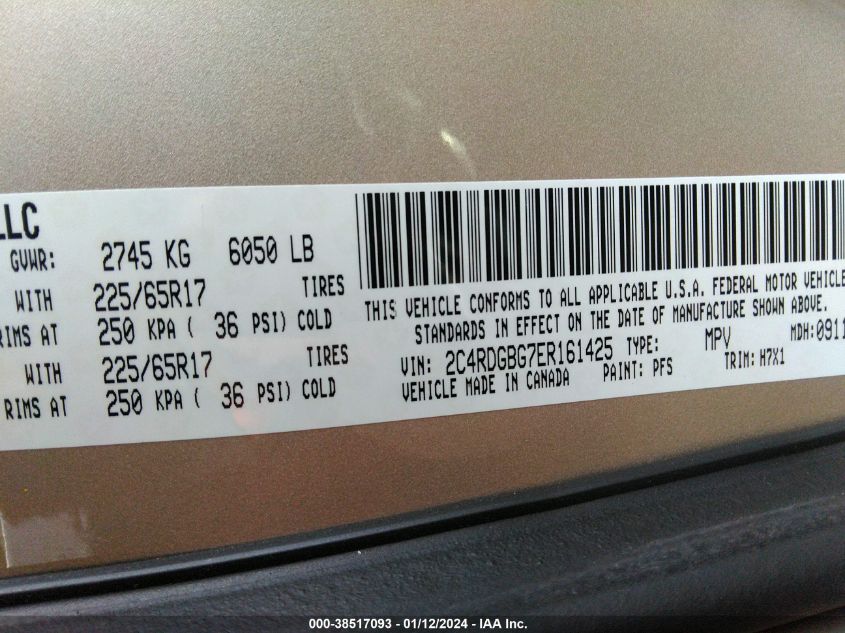 LLC
GVWR: 2745 KG 6050 LB
WITH 225/65R17 TIRES
RIMS AT 250 KPA ( 36 PSI) COLD
WITH 225/65R17 TIRES
RIMS AT 250 KPA ( 36 PSI) COLD
THIS VEHICLE CONFORMS TO ALL APPLICABLE U.S.A. FEDERAL MOTOR VEHICLE
STANDARDS IN EFFECT ON THE DATE OF MANUFACTURE SHOWN ABOVE.
VIN: 2C4RDGBG7ER161425 TYPE: MPV MDH:0911
VEHICLE MADE IN CANADA PAINT: PFS TRIM: H7X1
000-38517093 - 01/12/2024 - IAA Inc.